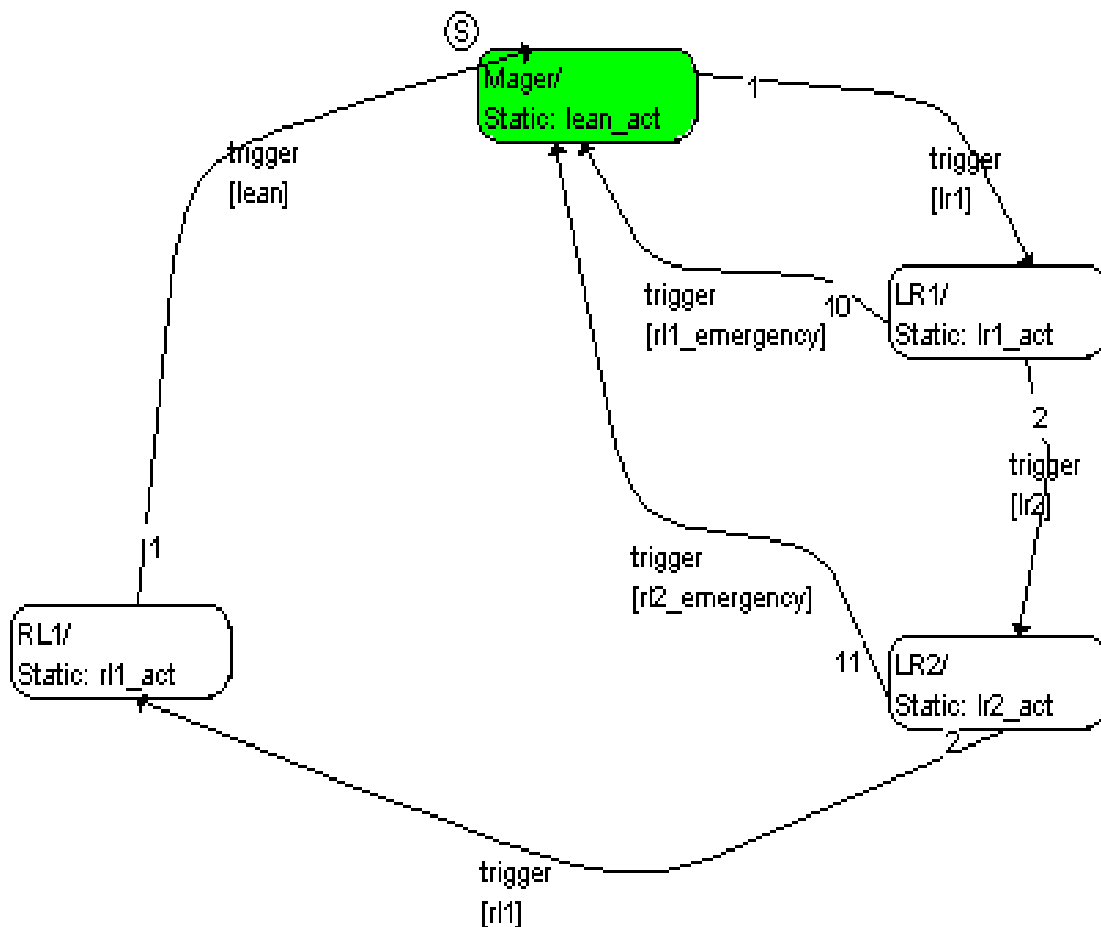 S
Mager/
Static: lean_act
1
trigger
[lean]
trigger
[lr1]
LR1/
Static: lr1_act
10
trigger
[rl1_emergency]
2
trigger
[lr2]
1
trigger
[rl2_emergency]
RL1/
Static: rl1_act
11
LR2/
Static: lr2_act
2
trigger
[rl1]